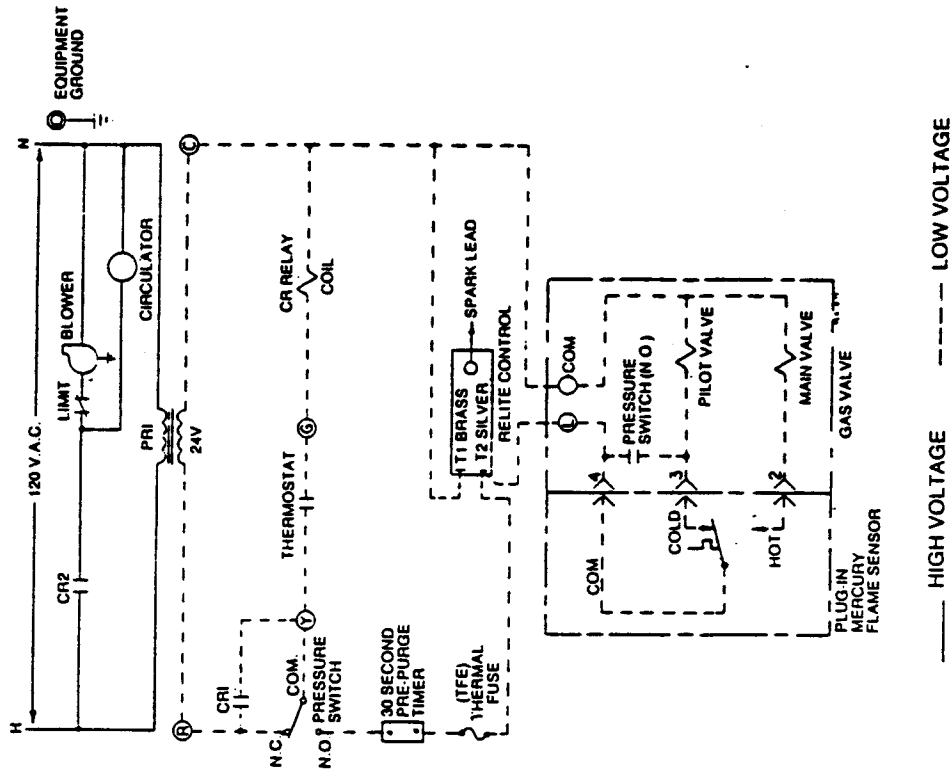 H
120 V.A.C.
N
EQUIPMENT
GROUND
CR2
LIMIT
BLOWER
CIRCULATOR
PRI
24V
R
C
CRI
N.C.
COM.
Y
THERMOSTAT
G
CR RELAY
COIL
N.O.
PRESSURE
SWITCH
30 SECOND
PRE-PURGE
TIMER
(TFE)
THERMAL
FUSE
T1 BRASS
T2 SILVER
SPARK LEAD
RELITE CONTROL
L
COM
COM
4
PRESSURE
SWITCH (N O)
COLD
3
PILOT VALVE
HOT
2
MAIN VALVE
PLUG-IN
MERCURY
FLAME SENSOR
GAS VALVE
HIGH VOLTAGE
LOW VOLTAGE